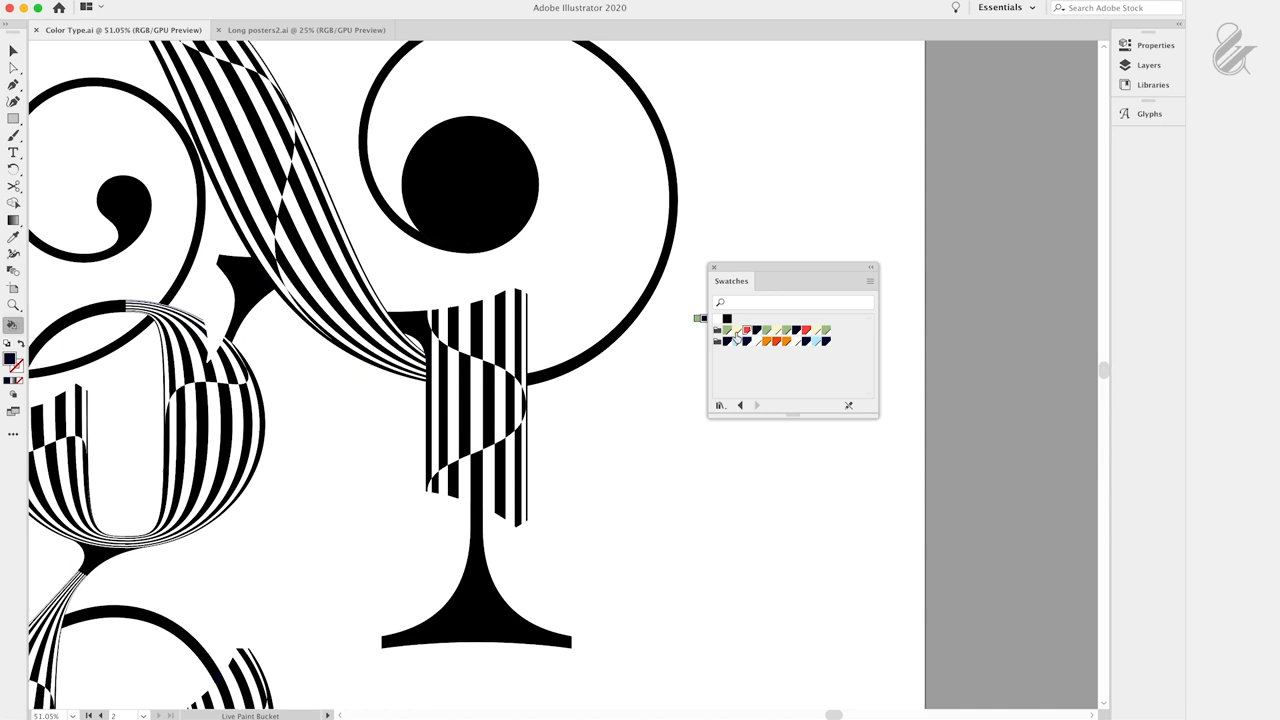 Adobe Illustrator 2020
Essentials
Search Adobe Stock
Color Type.ai @ 51.05% (RGB/GPU Preview)
Long posters2.ai @ 25% (RGB/GPU Preview)
Properties
Layers
Libraries
Glyphs
Swatches
51.05%
2
Live Paint Bucket